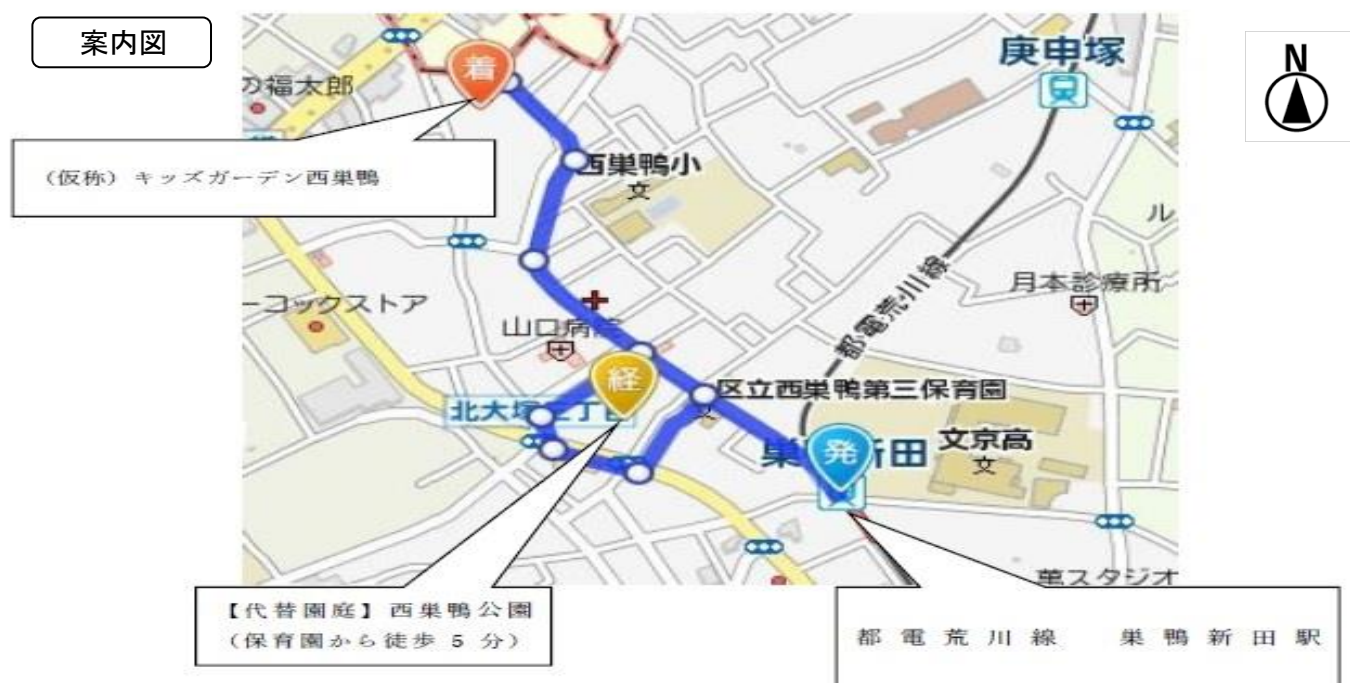 案内図
N
庚申塚
着
の福太郎
(仮称)キッズガーデン西巣鴨
西巣鴨小
文
都電荒川線
月本診療所
ーコックストア
山口病院
経
区立西巣鴨第三保育園
北大塚三丁目
発
巣鴨新田
文京高
文
【代替園庭】西巣鴨公園
(保育園から徒歩 5 分)
都電荒川線 巣鴨新田駅